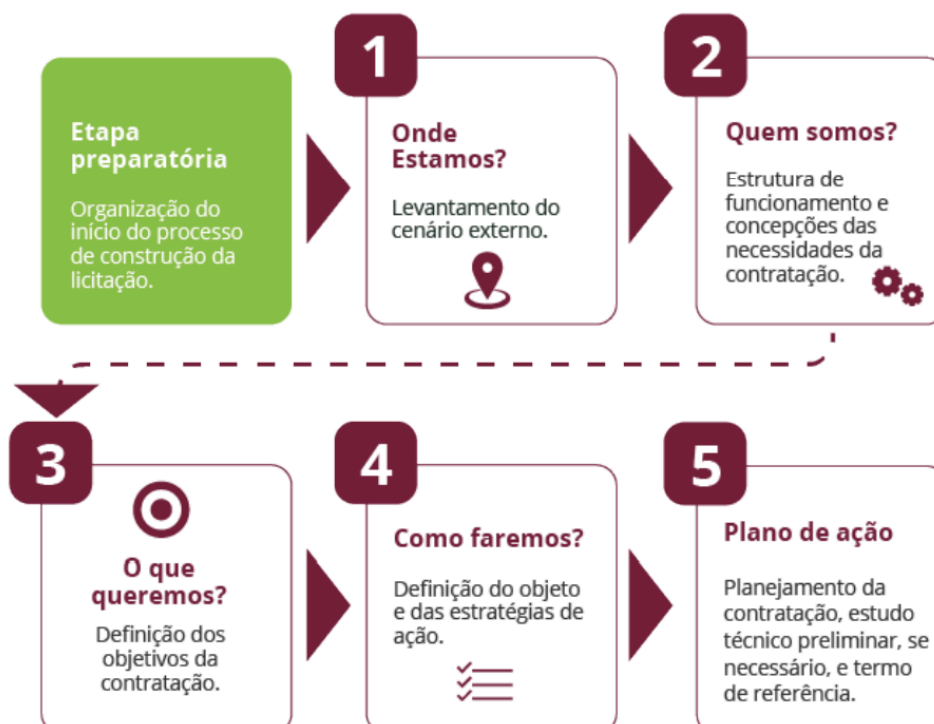 Etapa
preparatória
Organização do
início do processo
de construção da
licitação.
1
Onde
Estamos?
Levantamento do
cenário externo.
2
Quem somos?
Estrutura de
funcionamento e
concepções das
necessidades da
contratação.
3
O que
queremos?
Definição dos
objetivos da
contratação.
4
Como faremos?
Definição do objeto
e das estratégias de
ação.
5
Plano de ação
Planejamento da
contratação, estudo
técnico preliminar, se
necessário, e termo
de referência.